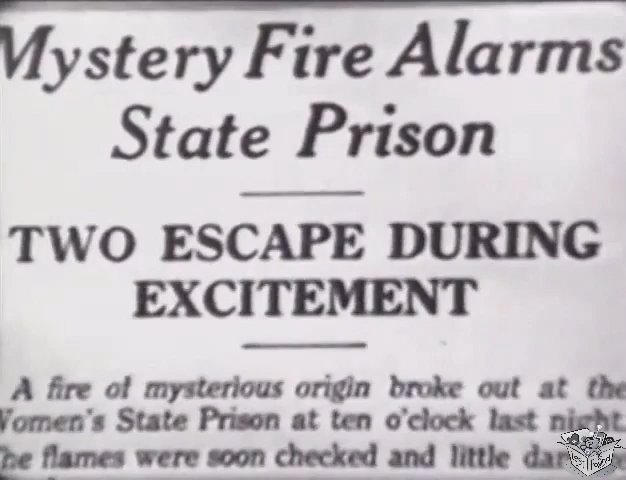 Mystery Fire Alarms
State Prison
TWO ESCAPE DURING
EXCITEMENT
A fire of mysterious origin broke out at the
Women's State Prison at ten o'clock last night.
The flames were soon checked and little